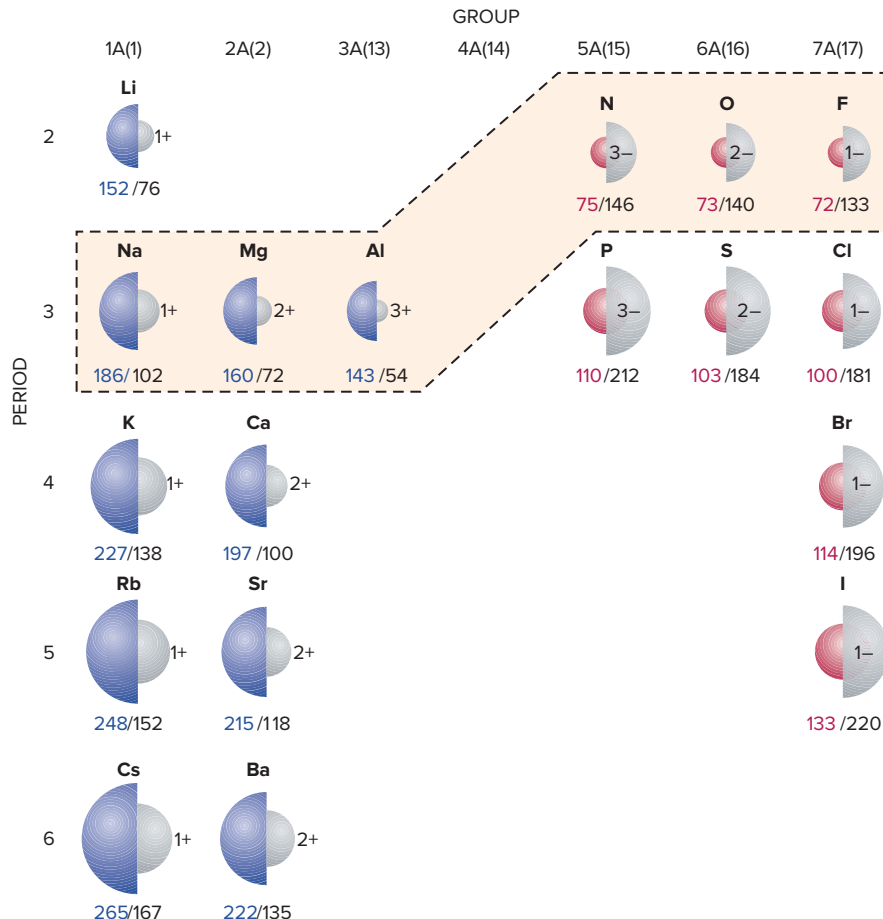 GROUP
1A(1) 2A(2) 3A(13) 4A(14) 5A(15) 6A(16) 7A(17)
PERIOD
Li N O F
2 1+ 3– 2– 1–
152 /76 75/146 73/140 72/133
Na Mg Al P S Cl
3 1+ 2+ 3+ 3– 2– 1–
186/ 102 160/72 143 /54 110/212 103/184 100/181
K Ca Br
4 1+ 2+ 1–
227/138 197 /100 114/196
Rb Sr I
5 1+ 2+ 1–
248/152 215 /118 133 /220
Cs Ba
6 1+ 2+
265/167 222/135